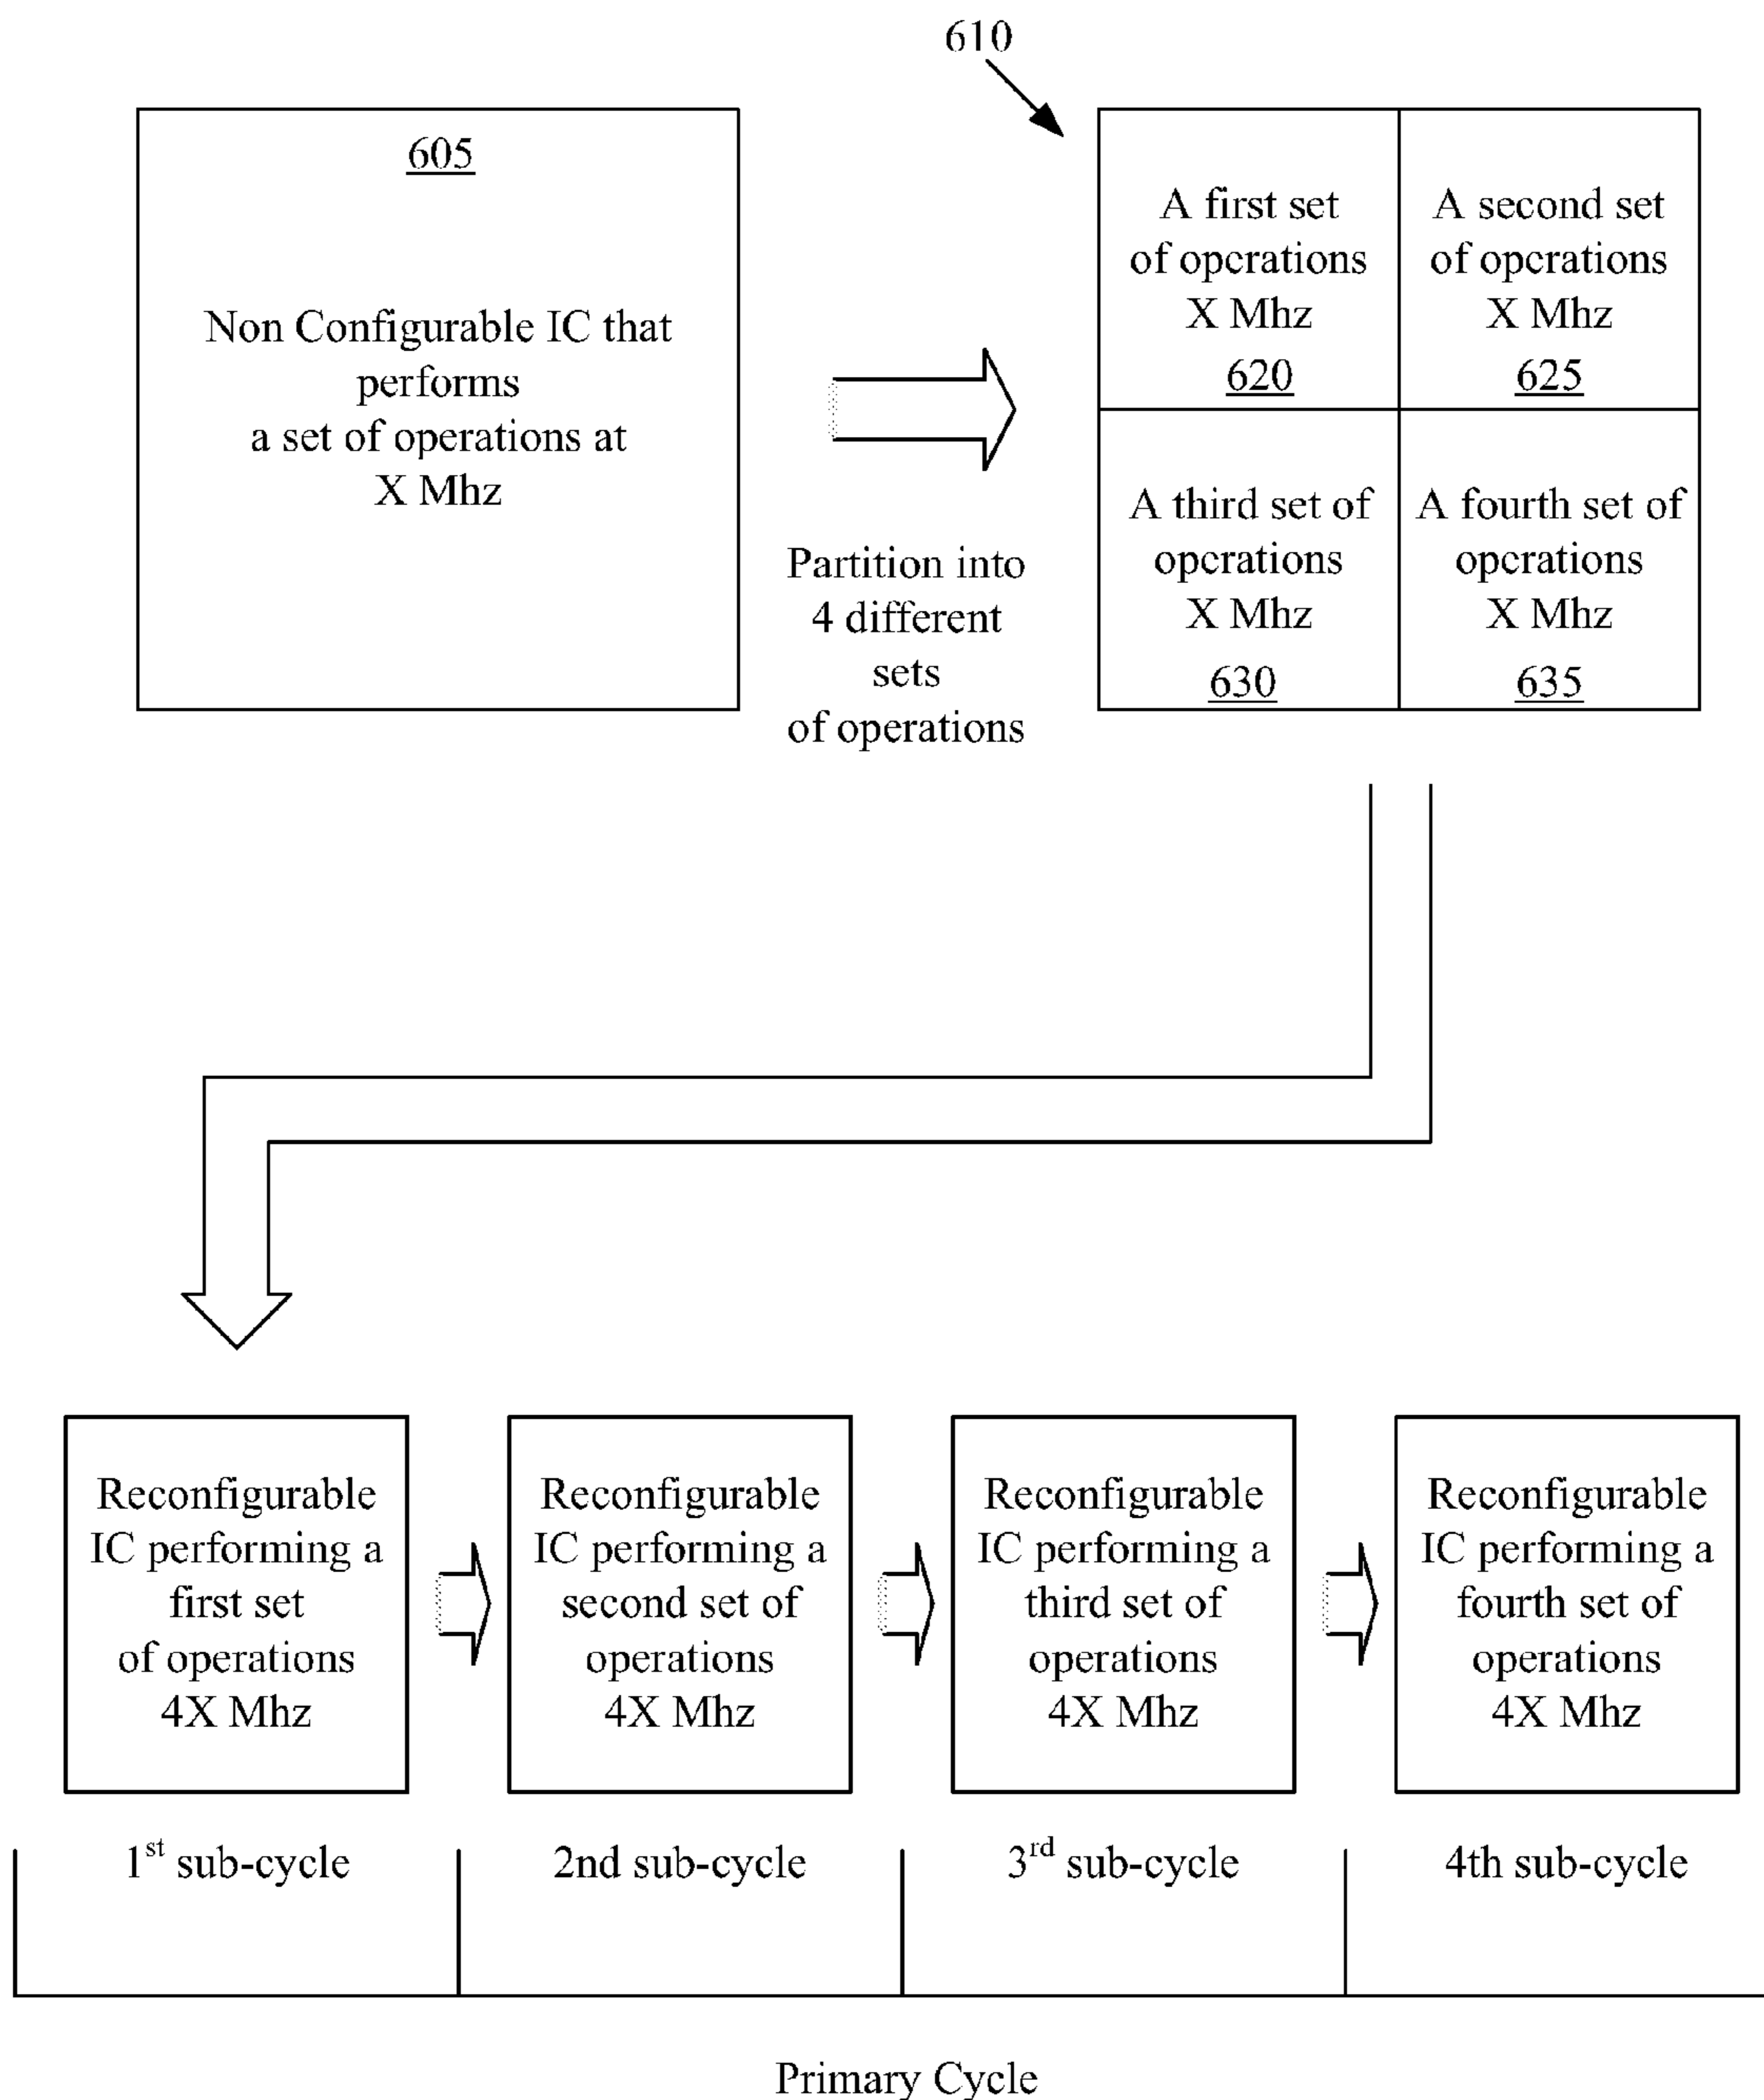 610
605
Non Configurable IC that
performs
a set of operations at
X Mhz
Partition into
4 different
sets
of operations
A first set
of operations
X Mhz
620
A second set
of operations
X Mhz
625
A third set of
operations
X Mhz
630
A fourth set of
operations
X Mhz
635
Reconfigurable
IC performing a
first set
of operations
4X Mhz
Reconfigurable
IC performing a
second set of
operations
4X Mhz
Reconfigurable
IC performing a
third set of
operations
4X Mhz
Reconfigurable
IC performing a
fourth set of
operations
4X Mhz
1st sub-cycle
2nd sub-cycle
3rd sub-cycle
4th sub-cycle
Primary Cycle